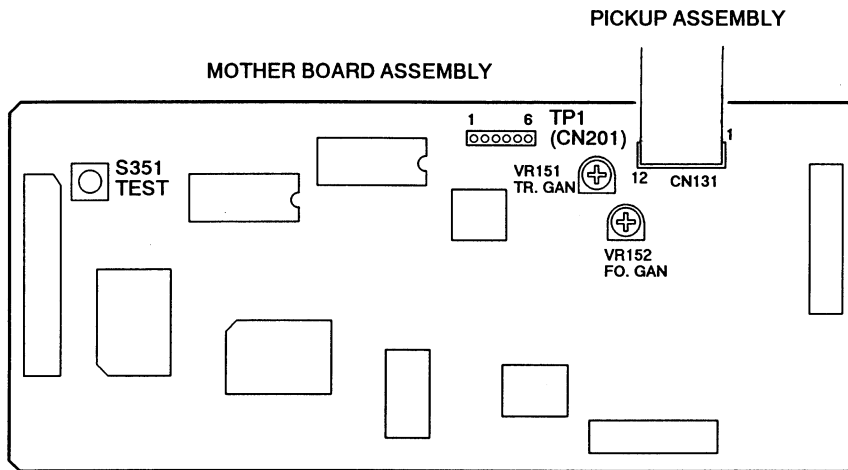 PICKUP ASSEMBLY
MOTHER BOARD ASSEMBLY
1 6 TP1
(CN201)
S351
TEST
VR151
TR. GAN
1
12 CN131
VR152
FO. GAN